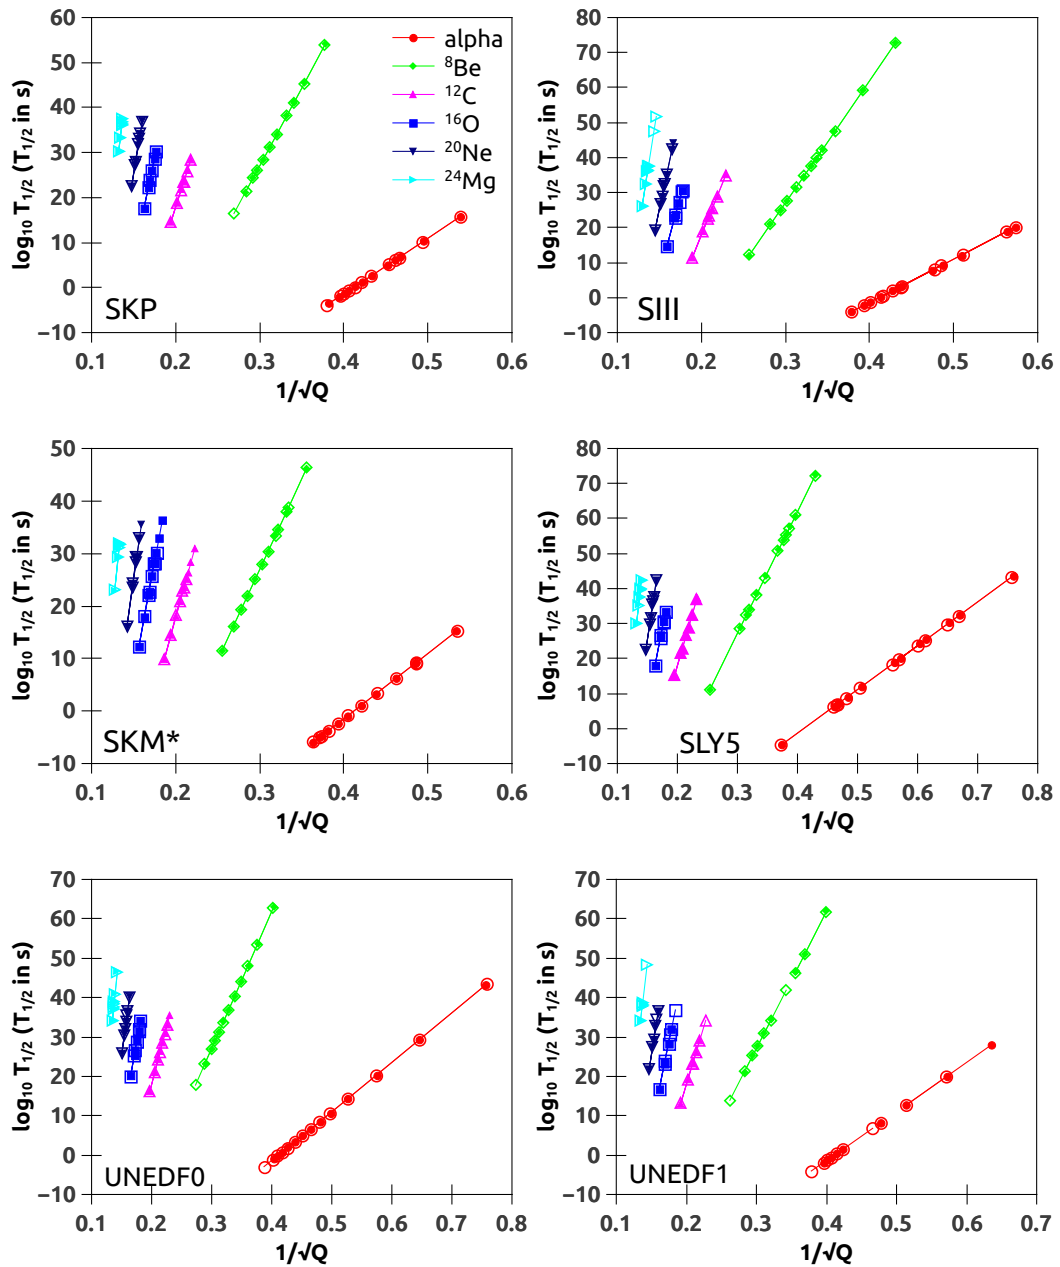 60
50
40
30
20
10
0
−10
log₁₀ T₁/₂ (T₁/₂ in s)
alpha
⁸Be
¹²C
¹⁶O
²⁰Ne
²⁴Mg
SKP
0.1 0.2 0.3 0.4 0.5 0.6
1/√Q
80
70
60
50
40
30
20
10
0
−10
log₁₀ T₁/₂ (T₁/₂ in s)
SIII
0.1 0.2 0.3 0.4 0.5 0.6
1/√Q
50
40
30
20
10
0
−10
log₁₀ T₁/₂ (T₁/₂ in s)
SKM*
0.1 0.2 0.3 0.4 0.5 0.6
1/√Q
80
70
60
50
40
30
20
10
0
−10
log₁₀ T₁/₂ (T₁/₂ in s)
SLY5
0.1 0.2 0.3 0.4 0.5 0.6 0.7 0.8
1/√Q
70
60
50
40
30
20
10
0
−10
log₁₀ T₁/₂ (T₁/₂ in s)
UNEDF0
0.1 0.2 0.3 0.4 0.5 0.6 0.7 0.8
1/√Q
70
60
50
40
30
20
10
0
−10
log₁₀ T₁/₂ (T₁/₂ in s)
UNEDF1
0.1 0.2 0.3 0.4 0.5 0.6 0.7
1/√Q